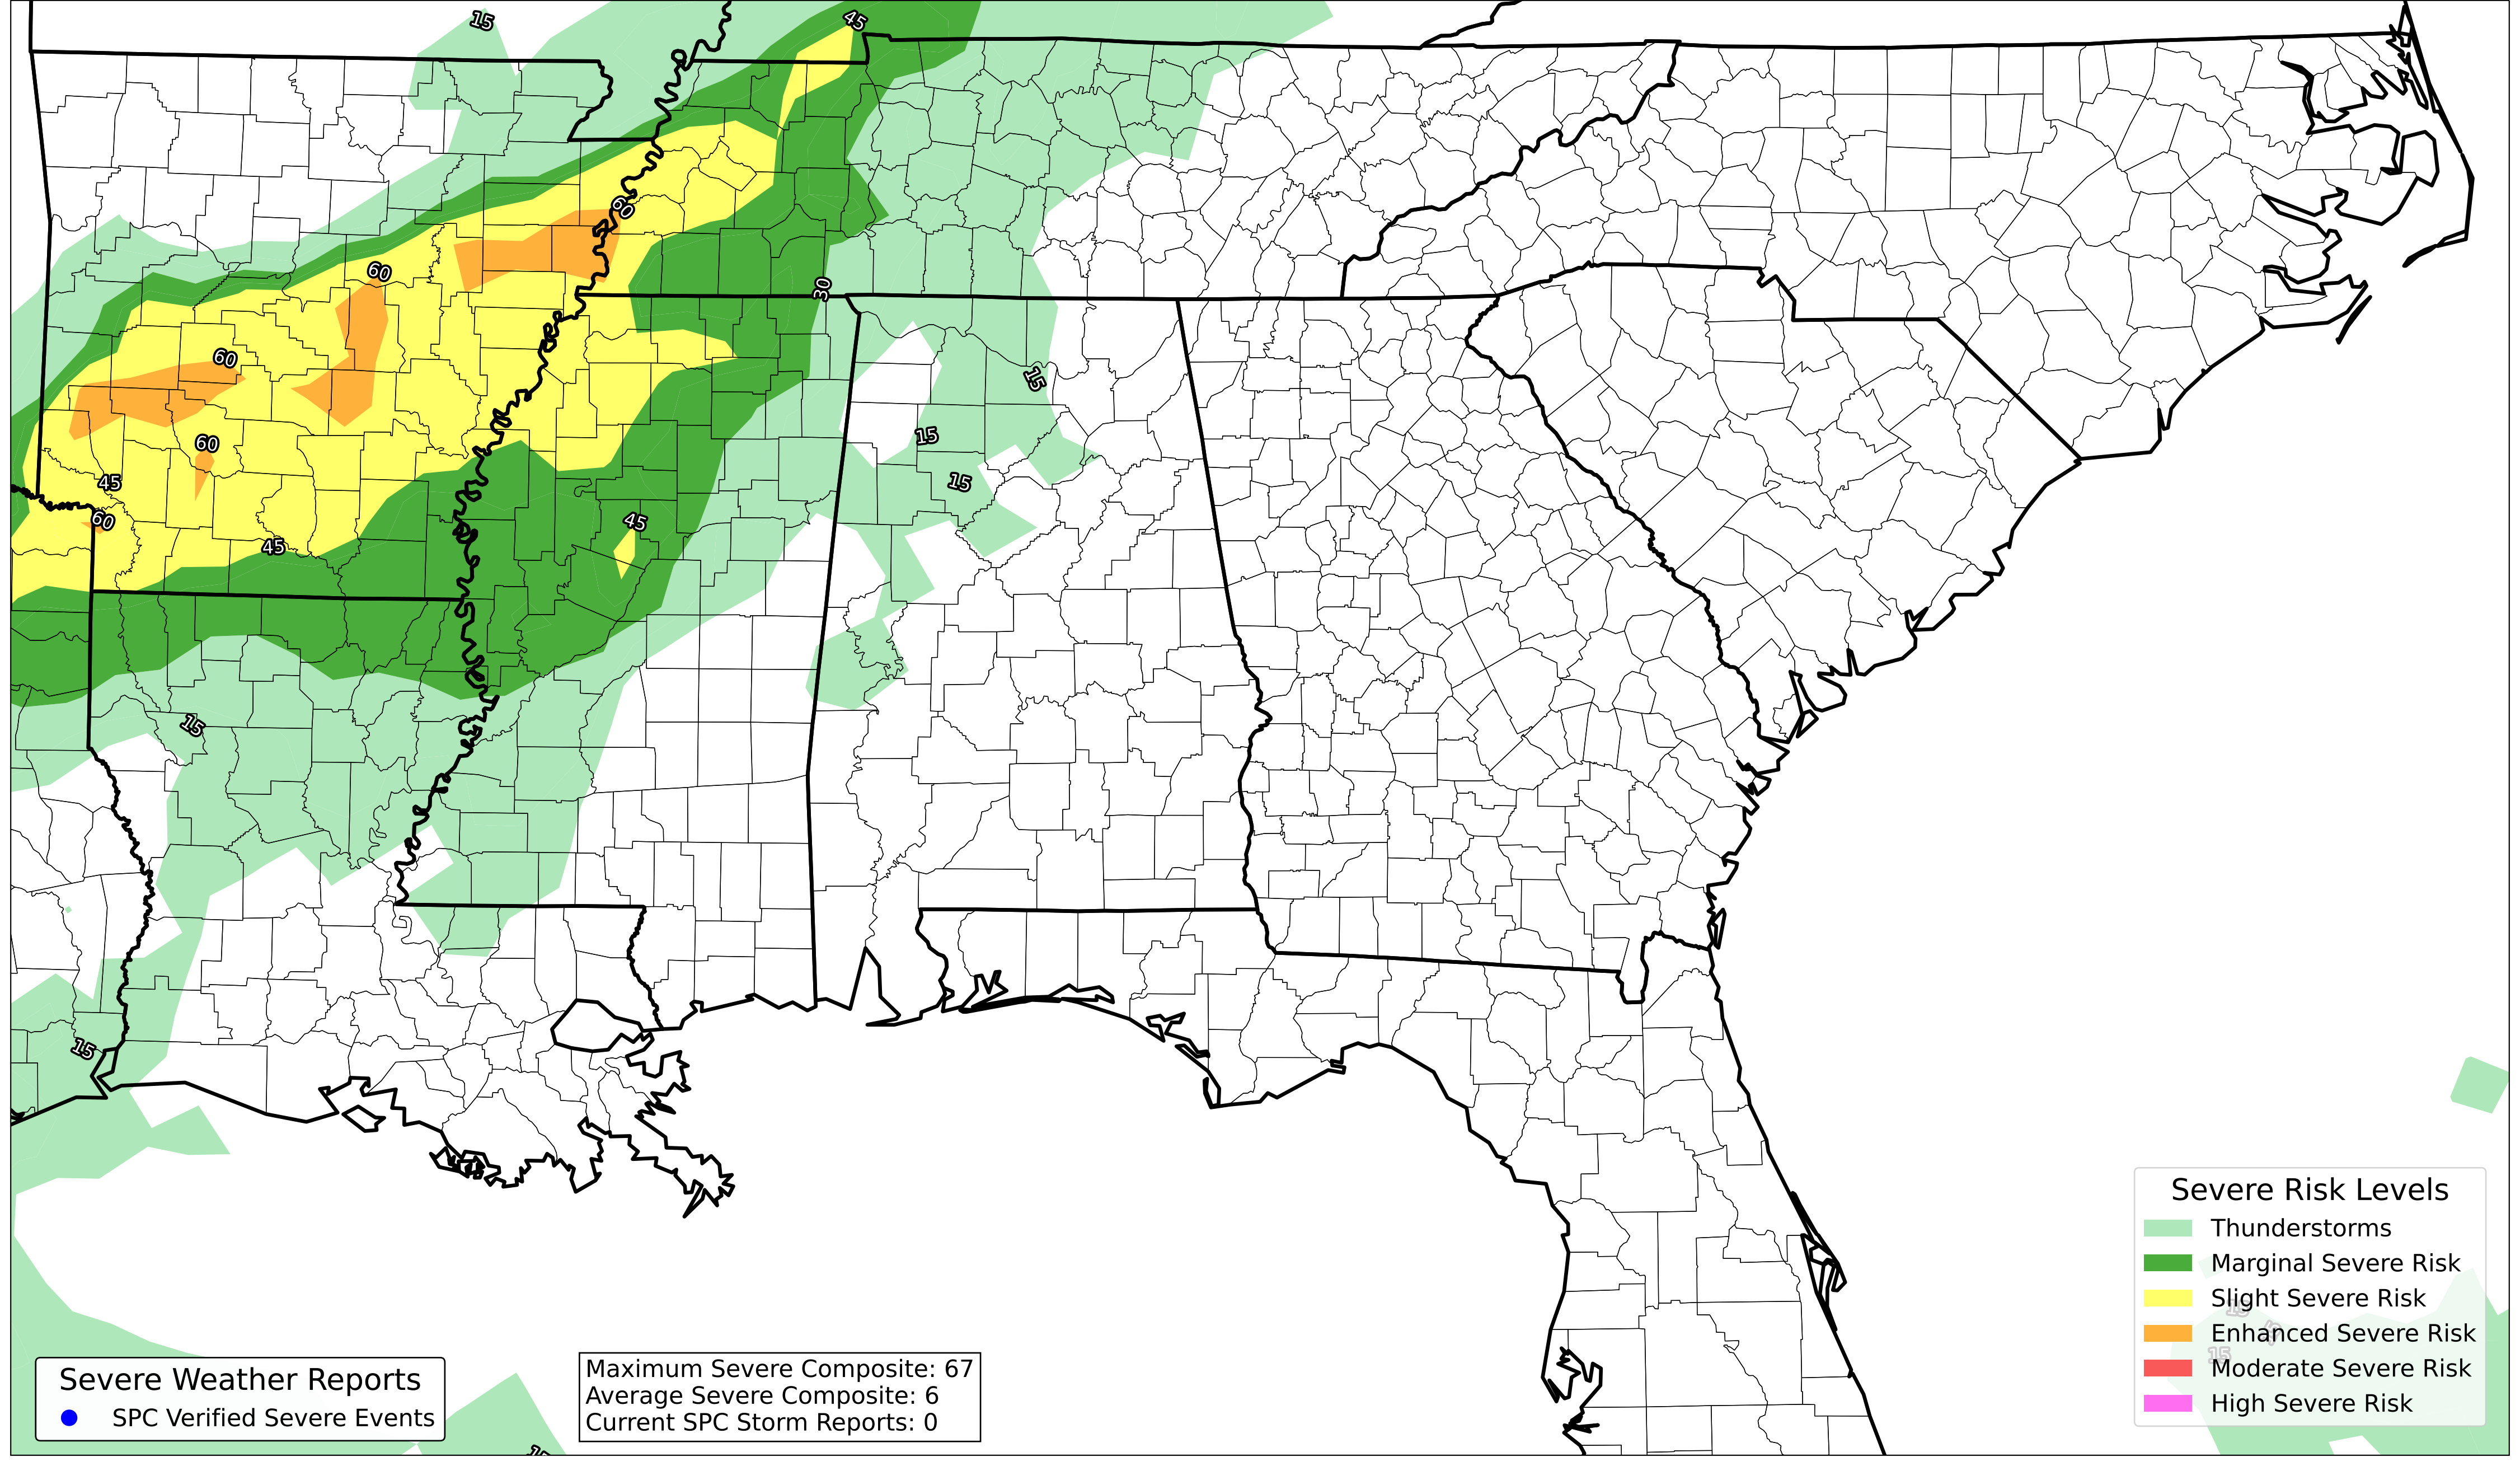 15
45
60
60
30
60
15
15
60
45
15
60
45
45
15
15
Severe Risk Levels
Thunderstorms
Marginal Severe Risk
Slight Severe Risk
15
Enhanced Severe Risk
15
Moderate Severe Risk
High Severe Risk
Severe Weather Reports
SPC Verified Severe Events
Maximum Severe Composite: 67
Average Severe Composite: 6
Current SPC Storm Reports: 0